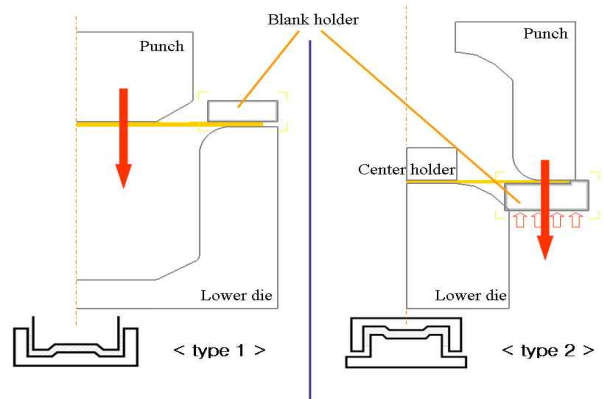 Blank holder
Punch
Lower die
< type 1 >
Punch
Center holder
Lower die
< type 2 >